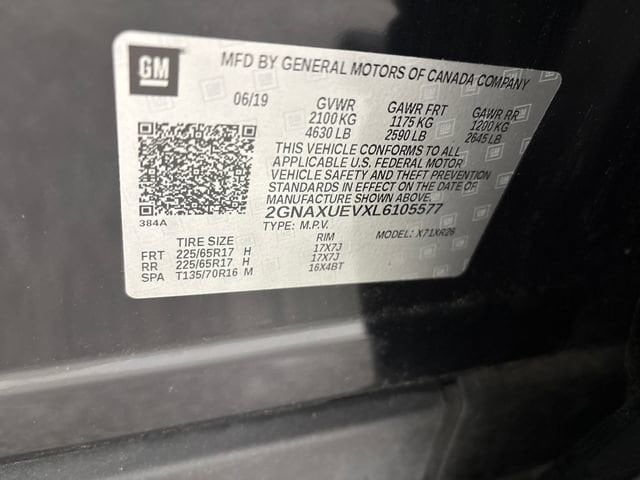 GM
MFD BY GENERAL MOTORS OF CANADA COMPANY
06/19 GVWR GAWR FRT GAWR RR
2100 KG 1175 KG 1200 KG
4630 LB 2590 LB 2645 LB
THIS VEHICLE CONFORMS TO ALL
APPLICABLE U.S. FEDERAL MOTOR
VEHICLE SAFETY AND THEFT PREVENTION
STANDARDS IN EFFECT ON THE DATE OF
MANUFACTURE SHOWN ABOVE.
2GNAXUEVXL6105577
384A
TYPE: M.P.V. MODEL: X71XR26
TIRE SIZE RIM
FRT 225/65R17 H 17X7J
RR 225/65R17 H 17X7J
SPA T135/70R16 M 16X4BT